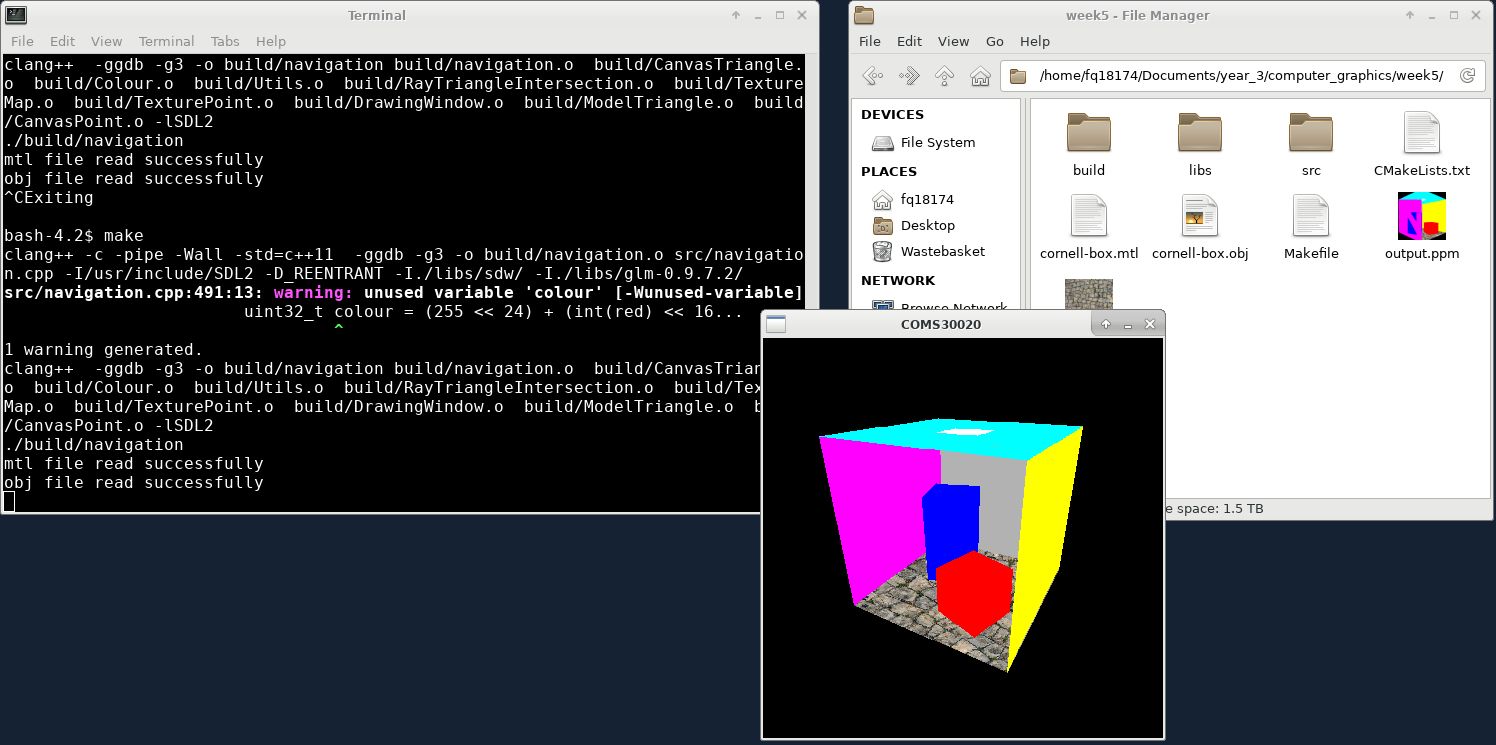 Terminal
File Edit View Terminal Tabs Help
clang++  -ggdb -g3 -o build/navigation build/navigation.o  build/CanvasTriangle.
o  build/Colour.o  build/Utils.o  build/RayTriangleIntersection.o  build/Texture
Map.o  build/TexturePoint.o  build/DrawingWindow.o  build/ModelTriangle.o  build
/CanvasPoint.o -lSDL2
./build/navigation
mtl file read successfully
obj file read successfully
^CExiting
bash-4.2$ make
clang++ -c -pipe -Wall -std=c++11  -ggdb -g3 -o build/navigation.o src/navigatio
n.cpp -I/usr/include/SDL2 -D_REENTRANT -I./libs/sdw/ -I./libs/glm-0.9.7.2/
src/navigation.cpp:491:13: warning: unused variable 'colour' [-Wunused-variable]
uint32_t colour = (255 << 24) + (int(red) << 16...
^
1 warning generated.
clang++  -ggdb -g3 -o build/navigation build/navigation.o  build/CanvasTrian
o  build/Colour.o  build/Utils.o  build/RayTriangleIntersection.o  build/Tex
Map.o  build/TexturePoint.o  build/DrawingWindow.o  build/ModelTriangle.o
/CanvasPoint.o -lSDL2
./build/navigation
mtl file read successfully
obj file read successfully
week5 - File Manager
File Edit View Go Help
/home/fq18174/Documents/year_3/computer_graphics/week5/
DEVICES
File System
PLACES
fq18174
Desktop
Wastebasket
NETWORK
Browse Network
build libs src CMakeLists.txt
cornell-box.mtl cornell-box.obj Makefile output.ppm
e space: 1.5 TB
COMS30020